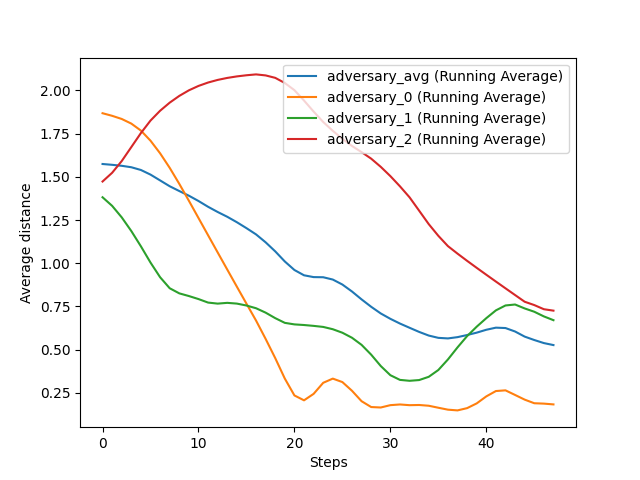 adversary_avg (Running Average)
adversary_0 (Running Average)
adversary_1 (Running Average)
adversary_2 (Running Average)
Average distance
2.00
1.75
1.50
1.25
1.00
0.75
0.50
0.25
0 10 20 30 40
Steps